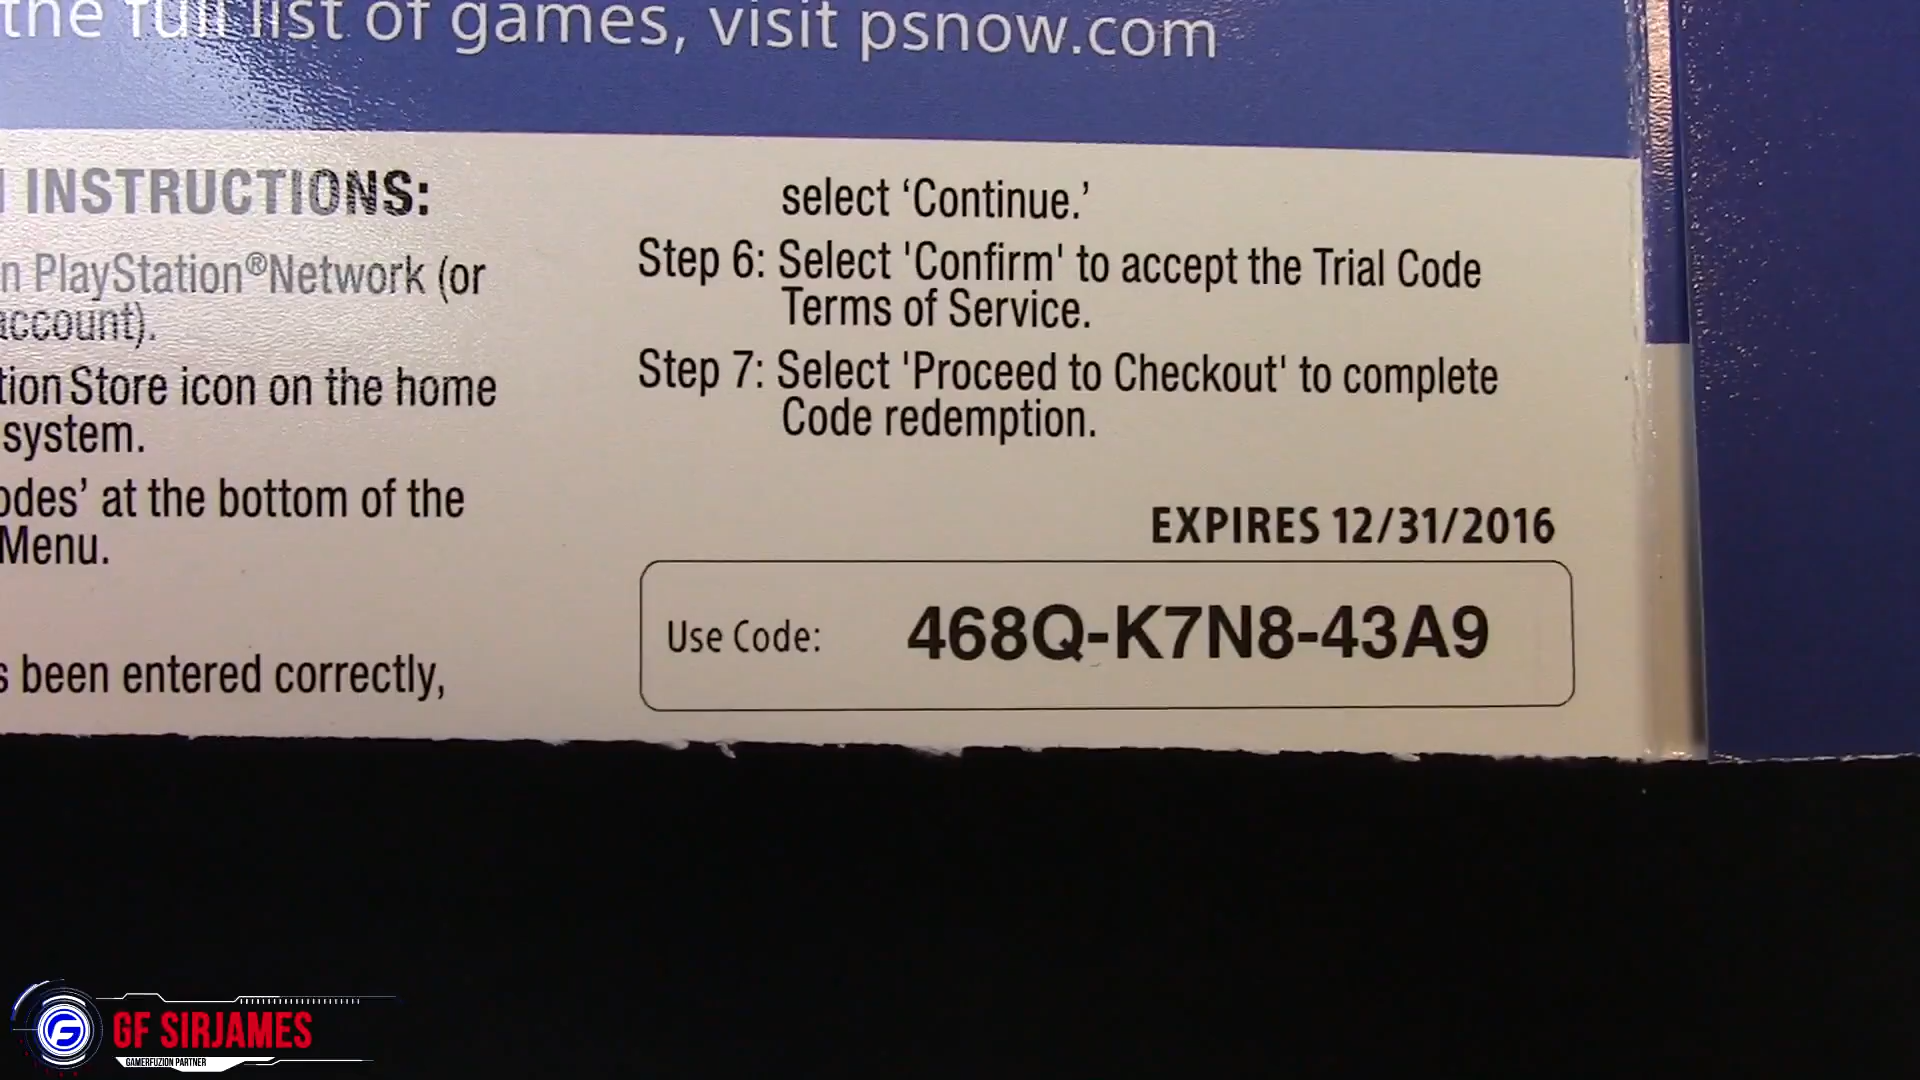 the full list of games, visit psnow.com
INSTRUCTIONS:
n PlayStation®Network (or
account).
tion Store icon on the home
system.
odes’ at the bottom of the
Menu.
s been entered correctly,
select ‘Continue.’
Step 6: Select 'Confirm' to accept the Trial Code
Terms of Service.
Step 7: Select 'Proceed to Checkout' to complete
Code redemption.
EXPIRES 12/31/2016
Use Code: 468Q-K7N8-43A9
GF SIRJAMES
GAMERFUZION PARTNER